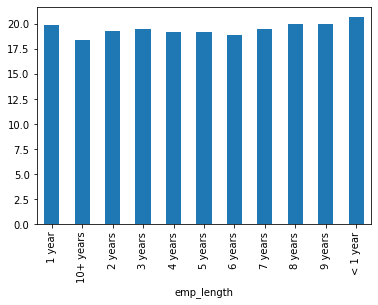 20.0
17.5
15.0
12.5
10.0
7.5
5.0
2.5
0.0
1 year
10+ years
2 years
3 years
4 years
5 years
6 years
7 years
8 years
9 years
< 1 year
emp_length